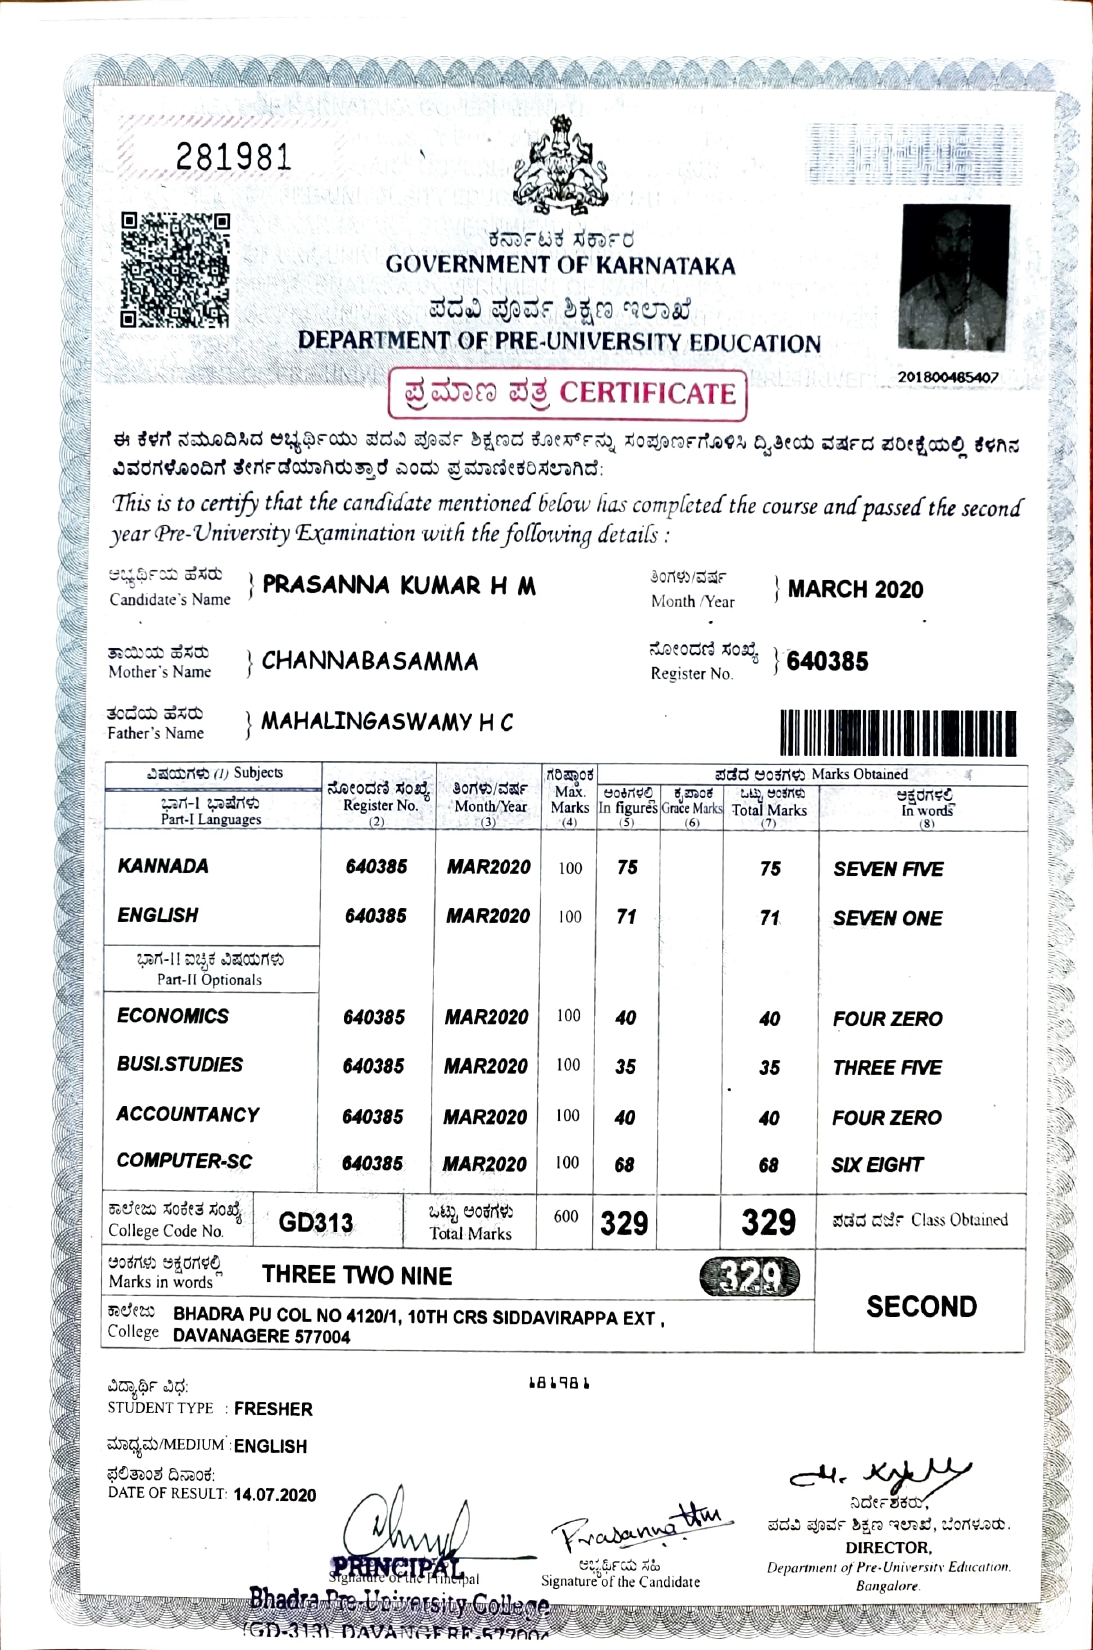 281981
ಕರ್ನಾಟಕ ಸರ್ಕಾರ
GOVERNMENT OF KARNATAKA
ಪದವಿ ಪೂರ್ವ ಶಿಕ್ಷಣ ಇಲಾಖೆ
DEPARTMENT OF PRE-UNIVERSITY EDUCATION
201800465407
ಪ್ರಮಾಣ ಪತ್ರ CERTIFICATE
ಈ ಕೆಳಗೆ ನಮೂದಿಸಿದ ಅಭ್ಯರ್ಥಿಯು ಪದವಿ ಪೂರ್ವ ಶಿಕ್ಷಣದ ಕೋರ್ಸ್‌ನ್ನು ಸಂಪೂರ್ಣಗೊಳಿಸಿ ದ್ವಿತೀಯ ವರ್ಷದ ಪರೀಕ್ಷೆಯಲ್ಲಿ ಕೆಳಗಿನ
ವಿವರಗಳೊಂದಿಗೆ ತೇರ್ಗಡೆಯಾಗಿರುತ್ತಾರೆ ಎಂದು ಪ್ರಮಾಣೀಕರಿಸಲಾಗಿದೆ:
This is to certify that the candidate mentioned below has completed the course and passed the second
year Pre-University Examination with the following details :
ಅಭ್ಯರ್ಥಿಯ ಹೆಸರು ತಿಂಗಳು/ವರ್ಷ
Candidate's Name } PRASANNA KUMAR H M Month /Year } MARCH 2020
ತಾಯಿಯ ಹೆಸರು ನೋಂದಣಿ ಸಂಖ್ಯೆ
Mother's Name } CHANNABASAMMA Register No. } 640385
ತಂದೆಯ ಹೆಸರು
Father's Name } MAHALINGASWAMY H C
ವಿಷಯಗಳು (1) Subjects ನೋಂದಣಿ ಸಂಖ್ಯೆ ತಿಂಗಳು/ವರ್ಷ ಗರಿಷ್ಠಾಂಕ ಪಡೆದ ಅಂಕಗಳು Marks Obtained
ಭಾಗ-I ಭಾಷೆಗಳು Register No. Month/Year Max. Marks ಅಂಕಿಗಳಲ್ಲಿ ಕೃಪಾಂಕ ಒಟ್ಟು ಅಂಕಗಳು ಅಕ್ಷರಗಳಲ್ಲಿ
Part-I Languages (2) (3) (4) In figures (5) Grace Marks (6) Total Marks (7) In words (8)
KANNADA 640385 MAR2020 100 75 75 SEVEN FIVE
ENGLISH 640385 MAR2020 100 71 71 SEVEN ONE
ಭಾಗ-II ಐಚ್ಛಿಕ ವಿಷಯಗಳು
Part-II Optionals
ECONOMICS 640385 MAR2020 100 40 40 FOUR ZERO
BUSI.STUDIES 640385 MAR2020 100 35 35 THREE FIVE
ACCOUNTANCY 640385 MAR2020 100 40 40 FOUR ZERO
COMPUTER-SC 640385 MAR2020 100 68 68 SIX EIGHT
ಕಾಲೇಜು ಸಂಕೇತ ಸಂಖ್ಯೆ ಒಟ್ಟು ಅಂಕಗಳು
College Code No. GD313 Total Marks 600 329 329 ಪಡೆದ ದರ್ಜೆ Class Obtained
ಅಂಕಗಳು ಅಕ್ಷರಗಳಲ್ಲಿ
Marks in words THREE TWO NINE 329
SECOND
ಕಾಲೇಜು BHADRA PU COL NO 4120/1, 10TH CRS SIDDAVIRAPPA EXT ,
College DAVANAGERE 577004
181981
ವಿದ್ಯಾರ್ಥಿ ವಿಧ:
STUDENT TYPE : FRESHER
ಮಾಧ್ಯಮ/MEDIUM : ENGLISH
ಫಲಿತಾಂಶ ದಿನಾಂಕ:
DATE OF RESULT: 14.07.2020
Prasanna Hm
ನಿರ್ದೇಶಕರು,
ಪದವಿ ಪೂರ್ವ ಶಿಕ್ಷಣ ಇಲಾಖೆ, ಬೆಂಗಳೂರು.
DIRECTOR,
Department of Pre-University Education,
Bangalore.
ಅಭ್ಯರ್ಥಿಯ ಸಹಿ
Signature of the Candidate
PRINCIPAL
Signature of the Principal
Bhadra Pre-University College
(GD-313) DAVANGERE-577004